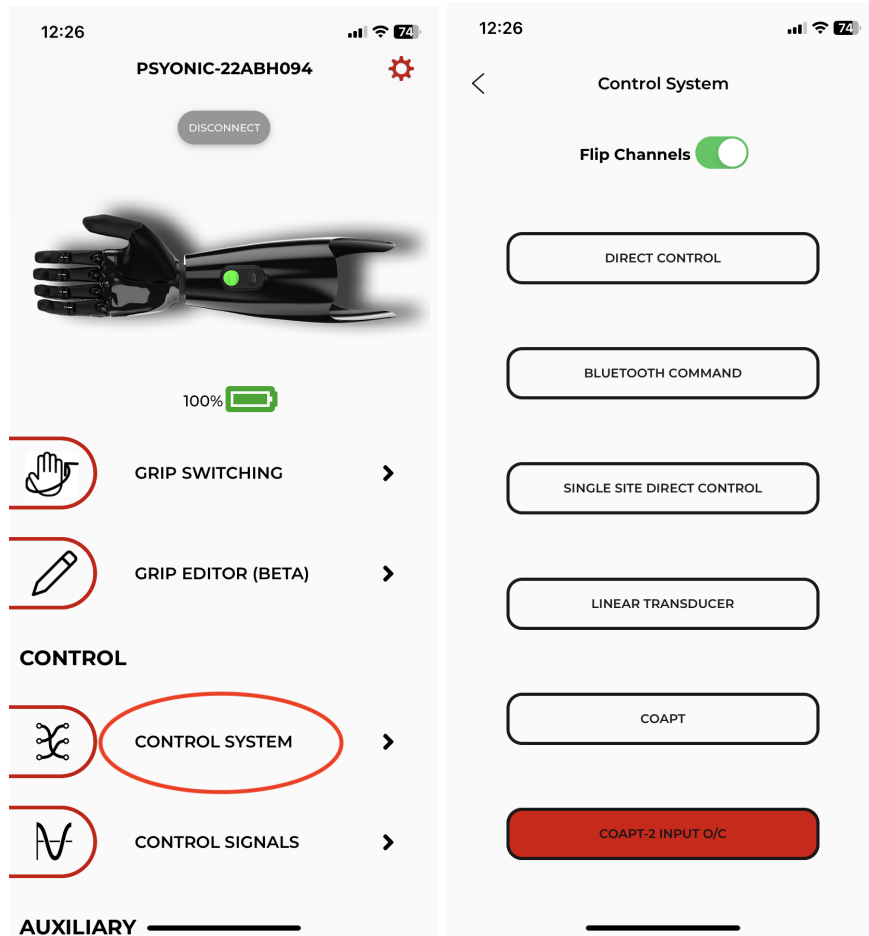 12:26
74
PSYONIC-22ABH094
DISCONNECT
100%
GRIP SWITCHING
GRIP EDITOR (BETA)
CONTROL
CONTROL SYSTEM
CONTROL SIGNALS
AUXILIARY
12:26
74
Control System
Flip Channels
DIRECT CONTROL
BLUETOOTH COMMAND
SINGLE SITE DIRECT CONTROL
LINEAR TRANSDUCER
COAPT
COAPT-2 INPUT O/C